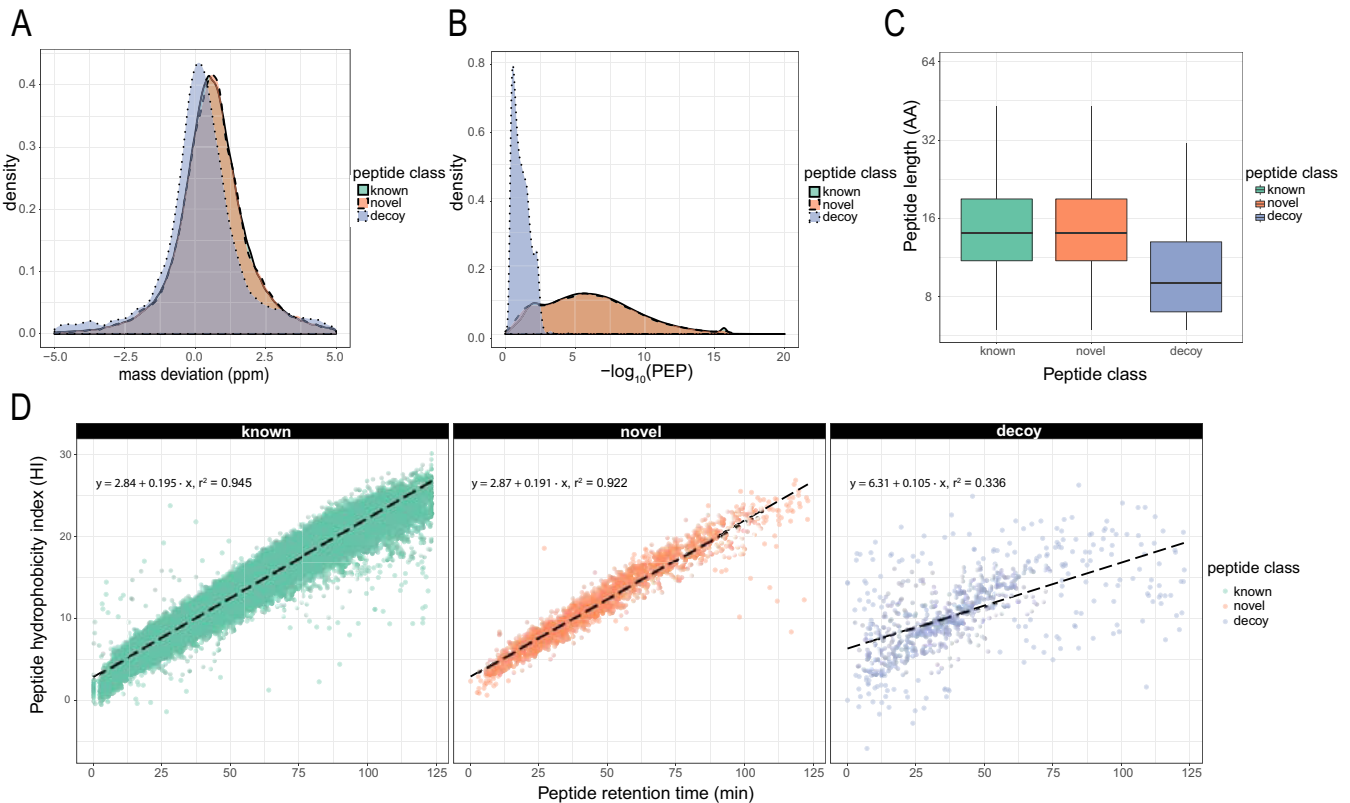 A
B
C
density
0.4
0.3
0.2
0.1
0.0
−5.0
−2.5
0.0
2.5
5.0
mass deviation (ppm)
peptide class
known
novel
decoy
density
0.8
0.6
0.4
0.2
0.0
0
5
10
15
20
−log10(PEP)
peptide class
known
novel
decoy
Peptide length (AA)
64
32
16
8
known
novel
decoy
Peptide class
peptide class
known
novel
decoy
D
known
novel
decoy
Peptide hydrophobicity index (HI)
30
20
10
0
y = 2.84 + 0.195 · x, r² = 0.945
y = 2.87 + 0.191 · x, r² = 0.922
y = 6.31 + 0.105 · x, r² = 0.336
0
25
50
75
100
125
0
25
50
75
100
125
0
25
50
75
100
125
Peptide retention time (min)
peptide class
known
novel
decoy